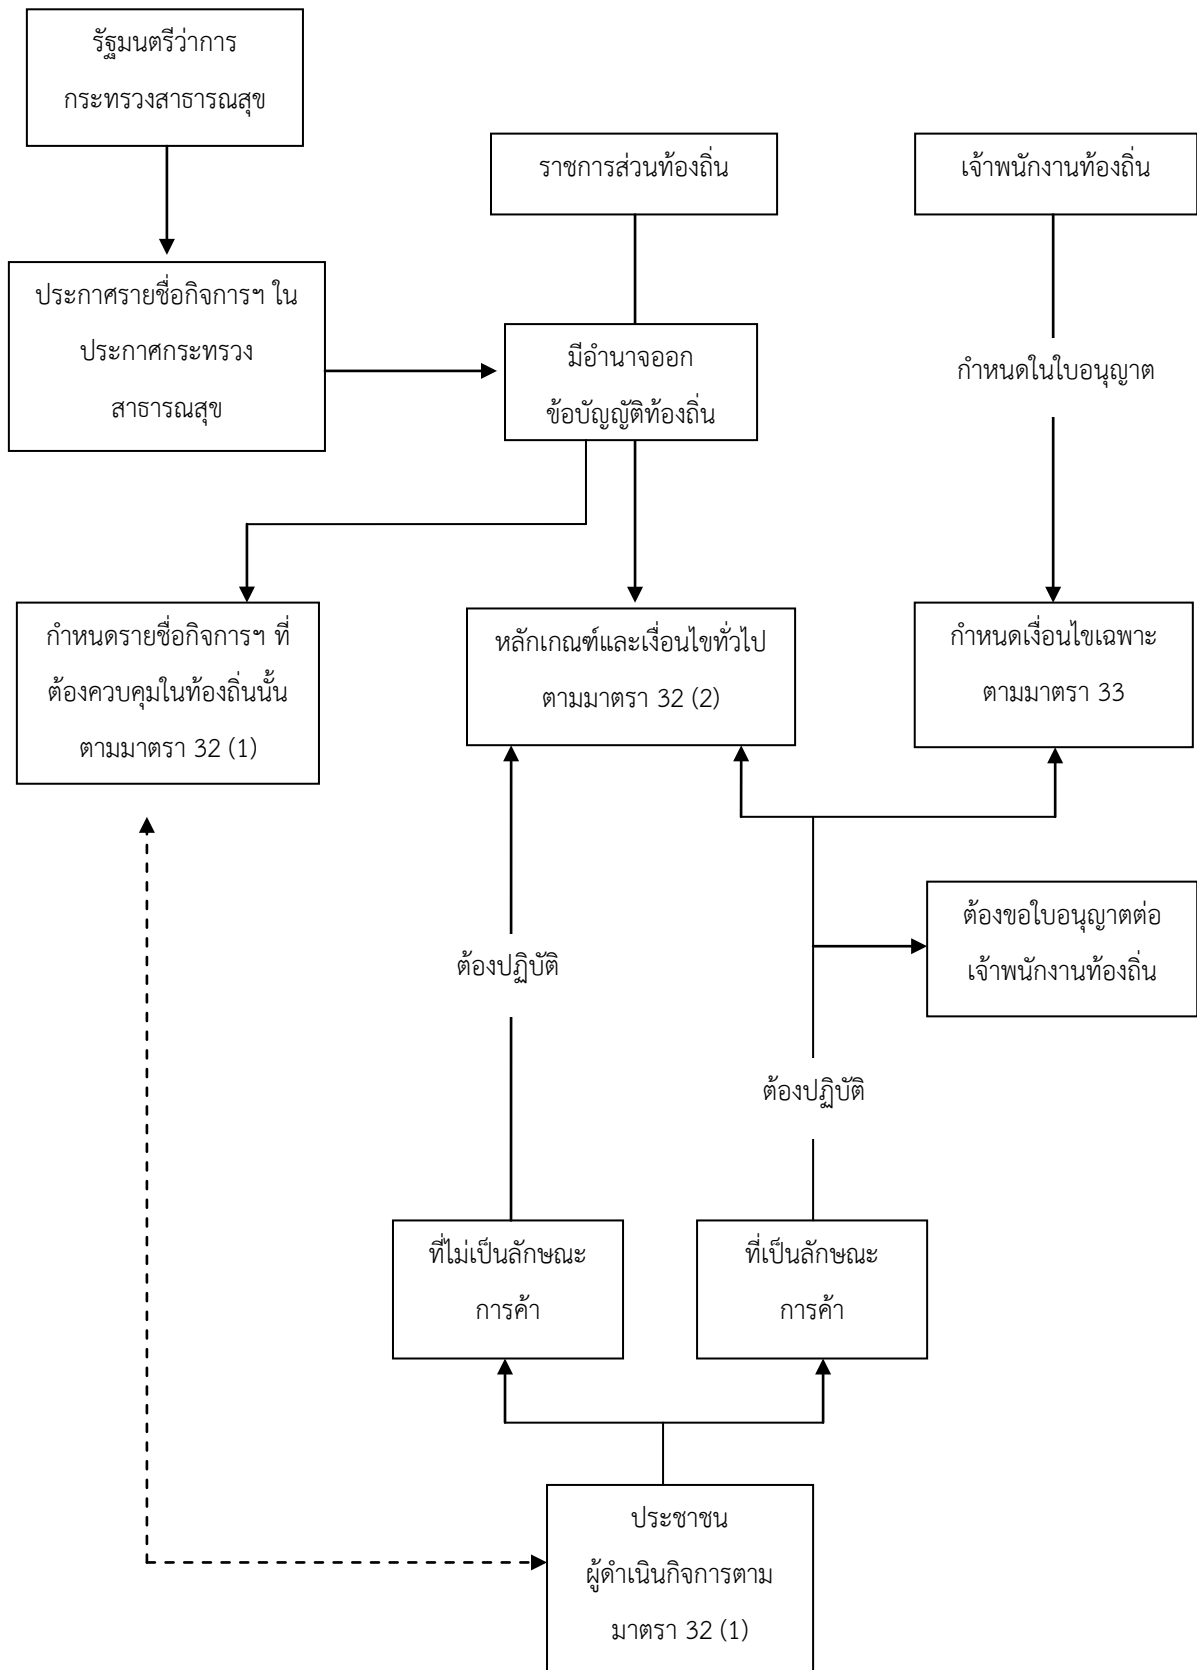 รัฐมนตรีว่าการ
กระทรวงสาธารณสุข
ราชการส่วนท้องถิ่น
เจ้าพนักงานท้องถิ่น
ประกาศรายชื่อกิจการฯ ใน
ประกาศกระทรวง
สาธารณสุข
มีอำนาจออก
ข้อบัญญัติท้องถิ่น
กำหนดในใบอนุญาต
กำหนดรายชื่อกิจการฯ ที่
ต้องควบคุมในท้องถิ่นนั้น
ตามมาตรา 32 (1)
หลักเกณฑ์และเงื่อนไขทั่วไป
ตามมาตรา 32 (2)
กำหนดเงื่อนไขเฉพาะ
ตามมาตรา 33
ต้องขอใบอนุญาตต่อ
เจ้าพนักงานท้องถิ่น
ต้องปฏิบัติ
ต้องปฏิบัติ
ที่ไม่เป็นลักษณะ
การค้า
ที่เป็นลักษณะ
การค้า
ประชาชน
ผู้ดำเนินกิจการตาม
มาตรา 32 (1)